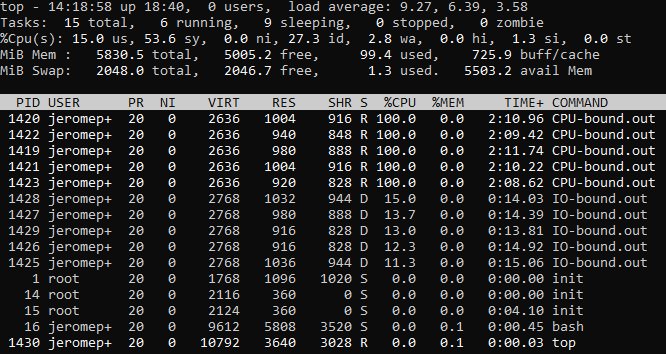 top - 14:18:58 up 18:40, 0 users, load average: 9.27, 6.39, 3.58
Tasks: 15 total, 6 running, 9 sleeping, 0 stopped, 0 zombie
%Cpu(s): 15.0 us, 53.6 sy, 0.0 ni, 27.3 id, 2.8 wa, 0.0 hi, 1.3 si, 0.0 st
MiB Mem : 5830.5 total, 5005.2 free, 99.4 used, 725.9 buff/cache
MiB Swap: 2048.0 total, 2046.7 free, 1.3 used. 5503.2 avail Mem
PID USER PR NI VIRT RES SHR S %CPU %MEM TIME+ COMMAND
1420 jeromep+ 20 0 2636 1004 916 R 100.0 0.0 2:10.96 CPU-bound.out
1422 jeromep+ 20 0 2636 940 848 R 100.0 0.0 2:09.42 CPU-bound.out
1419 jeromep+ 20 0 2636 980 888 R 100.0 0.0 2:11.74 CPU-bound.out
1421 jeromep+ 20 0 2636 1004 916 R 100.0 0.0 2:10.22 CPU-bound.out
1423 jeromep+ 20 0 2636 920 828 R 100.0 0.0 2:08.62 CPU-bound.out
1428 jeromep+ 20 0 2768 1032 944 D 15.0 0.0 0:14.03 IO-bound.out
1427 jeromep+ 20 0 2768 980 888 D 13.7 0.0 0:14.39 IO-bound.out
1429 jeromep+ 20 0 2768 916 828 D 13.0 0.0 0:13.81 IO-bound.out
1426 jeromep+ 20 0 2768 916 828 D 12.3 0.0 0:14.92 IO-bound.out
1425 jeromep+ 20 0 2768 1036 944 D 11.3 0.0 0:15.06 IO-bound.out
1 root 20 0 1768 1096 1020 S 0.0 0.0 0:00.00 init
14 root 20 0 2116 360 0 S 0.0 0.0 0:00.00 init
15 root 20 0 2124 360 0 S 0.0 0.0 0:04.10 init
16 jeromep+ 20 0 9612 5808 3520 S 0.0 0.1 0:00.45 bash
1430 jeromep+ 20 0 10792 3640 3028 R 0.0 0.1 0:00.03 top